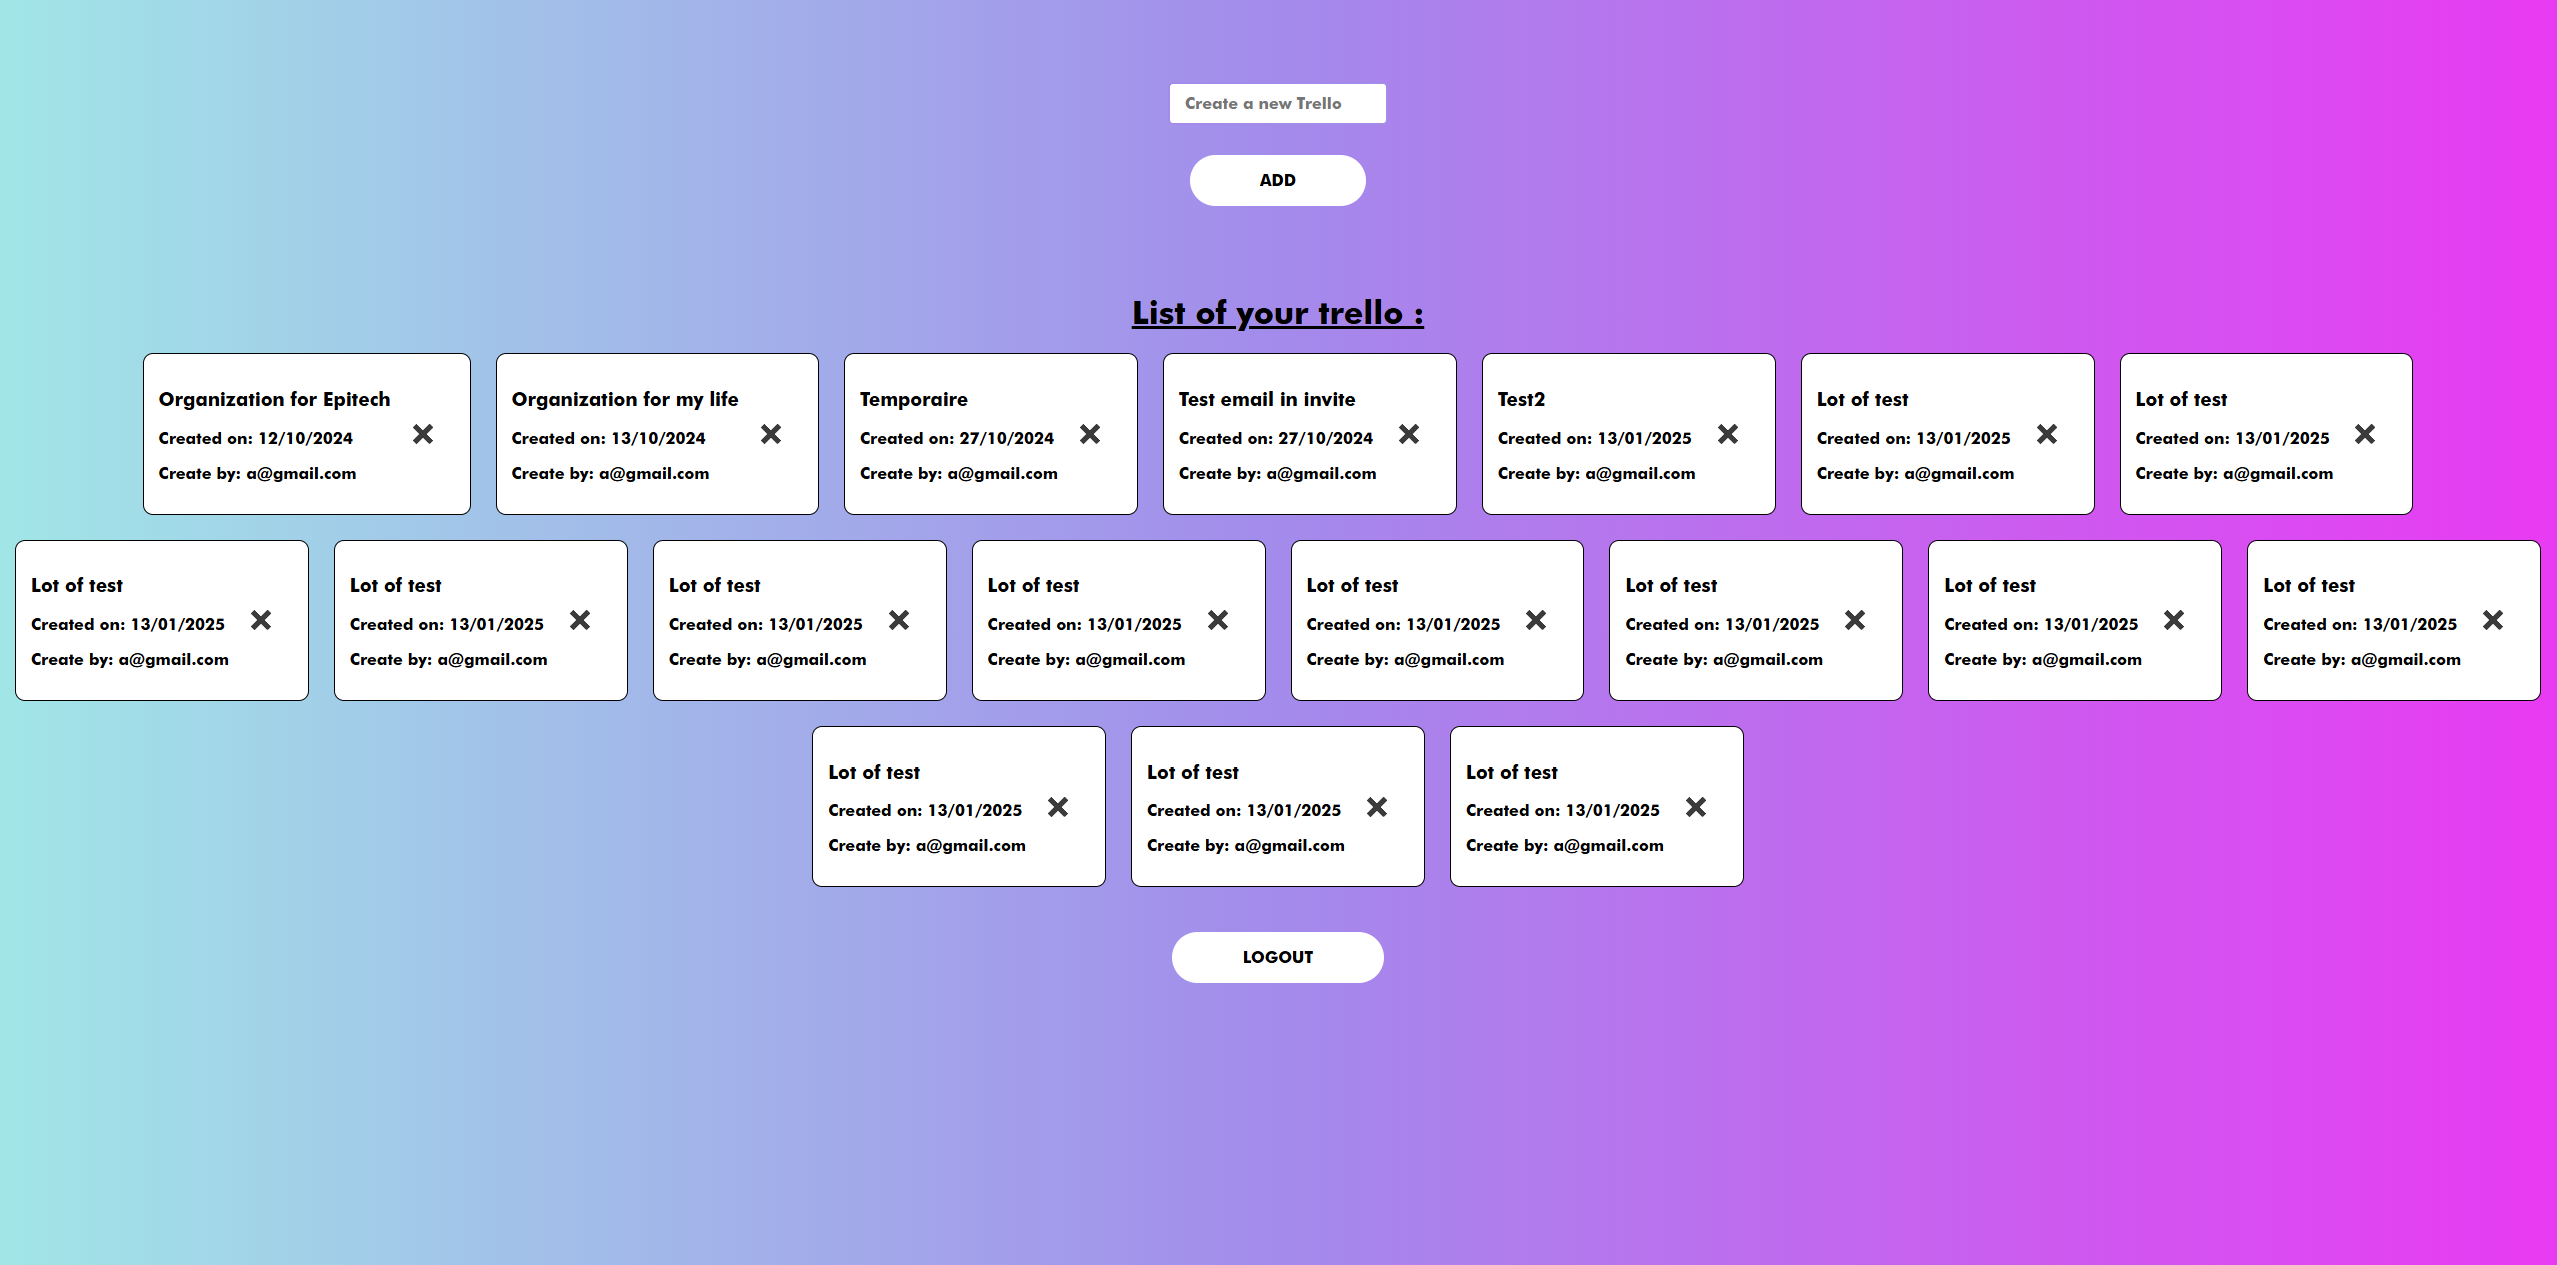 Create a new Trello
ADD
List of your trello :
Organization for Epitech
Created on: 12/10/2024
Create by: a@gmail.com
Organization for my life
Created on: 13/10/2024
Create by: a@gmail.com
Temporaire
Created on: 27/10/2024
Create by: a@gmail.com
Test email in invite
Created on: 27/10/2024
Create by: a@gmail.com
Test2
Created on: 13/01/2025
Create by: a@gmail.com
Lot of test
Created on: 13/01/2025
Create by: a@gmail.com
Lot of test
Created on: 13/01/2025
Create by: a@gmail.com
Lot of test
Created on: 13/01/2025
Create by: a@gmail.com
Lot of test
Created on: 13/01/2025
Create by: a@gmail.com
Lot of test
Created on: 13/01/2025
Create by: a@gmail.com
Lot of test
Created on: 13/01/2025
Create by: a@gmail.com
Lot of test
Created on: 13/01/2025
Create by: a@gmail.com
Lot of test
Created on: 13/01/2025
Create by: a@gmail.com
Lot of test
Created on: 13/01/2025
Create by: a@gmail.com
Lot of test
Created on: 13/01/2025
Create by: a@gmail.com
Lot of test
Created on: 13/01/2025
Create by: a@gmail.com
Lot of test
Created on: 13/01/2025
Create by: a@gmail.com
Lot of test
Created on: 13/01/2025
Create by: a@gmail.com
LOGOUT